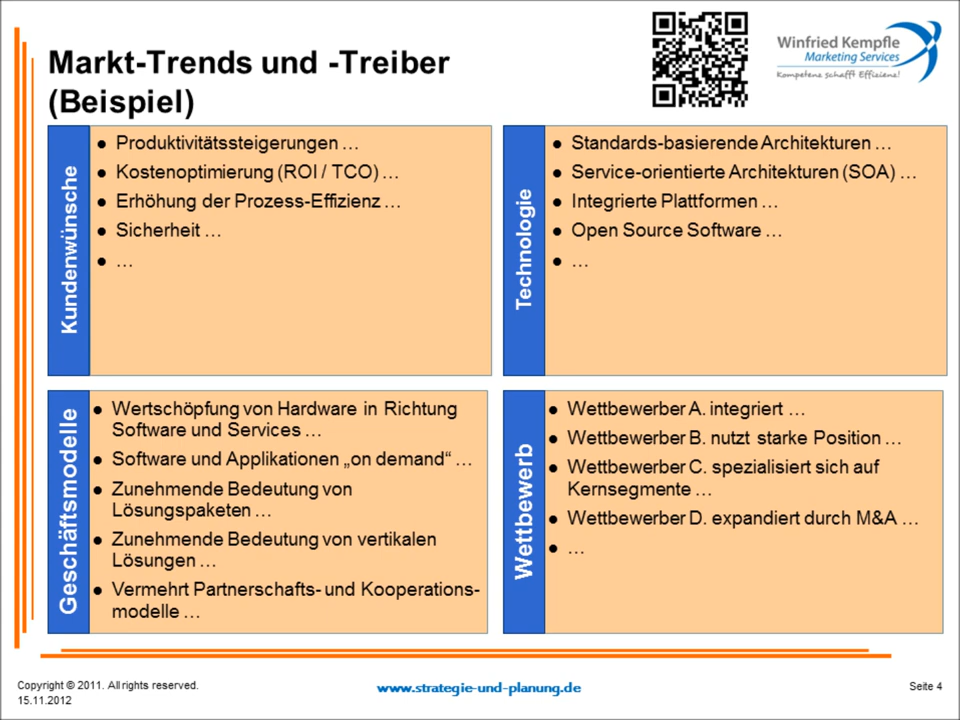 Markt-Trends und -Treiber
(Beispiel)
Winfried Kempfle
Marketing Services
Kompetenz schafft Effizienz!
Kundenwünsche
● Produktivitätssteigerungen …
● Kostenoptimierung (ROI / TCO) …
● Erhöhung der Prozess-Effizienz …
● Sicherheit …
● …
Technologie
● Standards-basierende Architekturen …
● Service-orientierte Architekturen (SOA) …
● Integrierte Plattformen …
● Open Source Software …
● …
Geschäftsmodelle
● Wertschöpfung von Hardware in Richtung
Software und Services …
● Software und Applikationen „on demand“ …
● Zunehmende Bedeutung von
Lösungspaketen …
● Zunehmende Bedeutung von vertikalen
Lösungen …
● Vermehrt Partnerschafts- und Kooperations-
modelle …
Wettbewerb
● Wettbewerber A. integriert …
● Wettbewerber B. nutzt starke Position …
● Wettbewerber C. spezialisiert sich auf
Kernsegmente …
● Wettbewerber D. expandiert durch M&A …
● …
Copyright © 2011. All rights reserved.
15.11.2012
www.strategie-und-planung.de
Seite 4